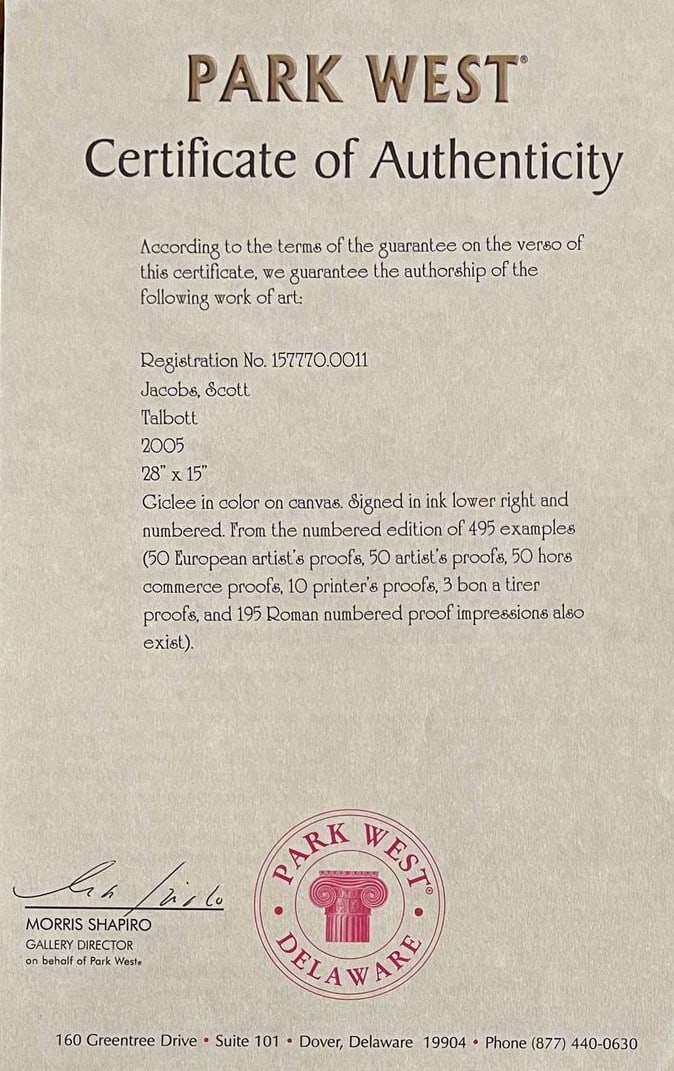 PARK WEST®
Certificate of Authenticity
According to the terms of the guarantee on the verso of
this certificate, we guarantee the authorship of the
following work of art:
Registration No. 157770.0011
Jacobs, Scott
Talbott
2005
28" x 15"
Giclee in color on canvas. Signed in ink lower right and
numbered. From the numbered edition of 495 examples
(50 European artist's proofs, 50 artist's proofs, 50 hors
commerce proofs, 10 printer's proofs, 3 bon a tirer
proofs, and 195 Roman numbered proof impressions also
exist).
PARK WEST®
DELAWARE
MORRIS SHAPIRO
GALLERY DIRECTOR
on behalf of Park West®
160 Greentree Drive • Suite 101 • Dover, Delaware 19904 • Phone (877) 440-0630